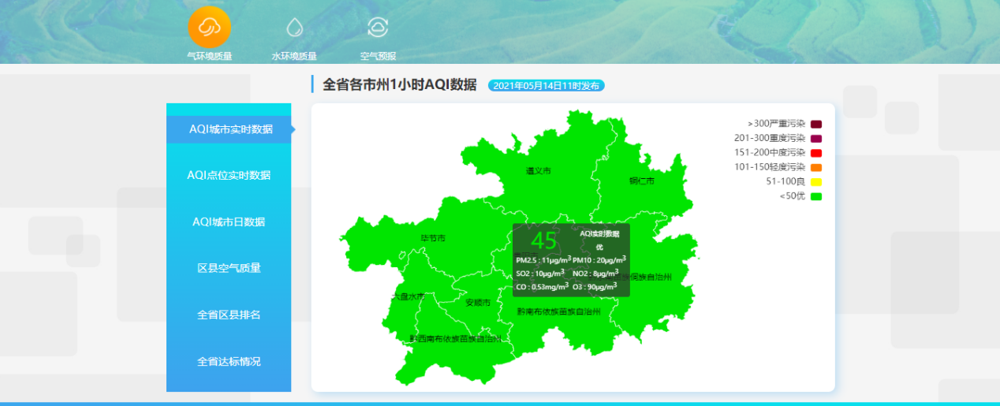 气环境质量
水环境质量
空气预报
全省各市州1小时AQI数据
2021年05月14日11时发布
AQI城市实时数据
AQI点位实时数据
AQI城市日数据
区县空气质量
全省区县排名
全省达标情况
>300严重污染
201-300重度污染
151-200中度污染
101-150轻度污染
51-100良
<50优
遵义市
铜仁市
毕节市
45
AQI实时数据
优
PM2.5 : 11μg/m3 PM10 : 20μg/m3
SO2 : 10μg/m3 NO2 : 8μg/m3
CO : 0.53mg/m3 O3 : 90μg/m3
族侗族自治州
六盘水市
安顺市
黔南布依族苗族自治州
黔西南布依族苗族自治州